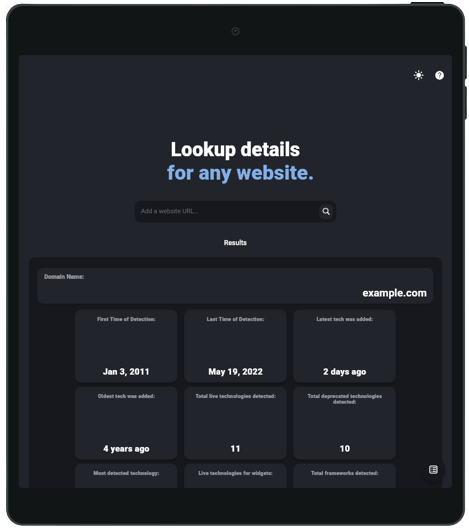 Lookup details
for any website.
Add a website URL...
Results
Domain Name:
example.com
First Time of Detection:
Last Time of Detection:
Latest tech was added:
Jan 3, 2011
May 19, 2022
2 days ago
Oldest tech was added:
Total live technologies detected:
Total deprecated technologies
detected:
4 years ago
11
10
Most detected technology:
Live technologies for widgets:
Total frameworks detected: